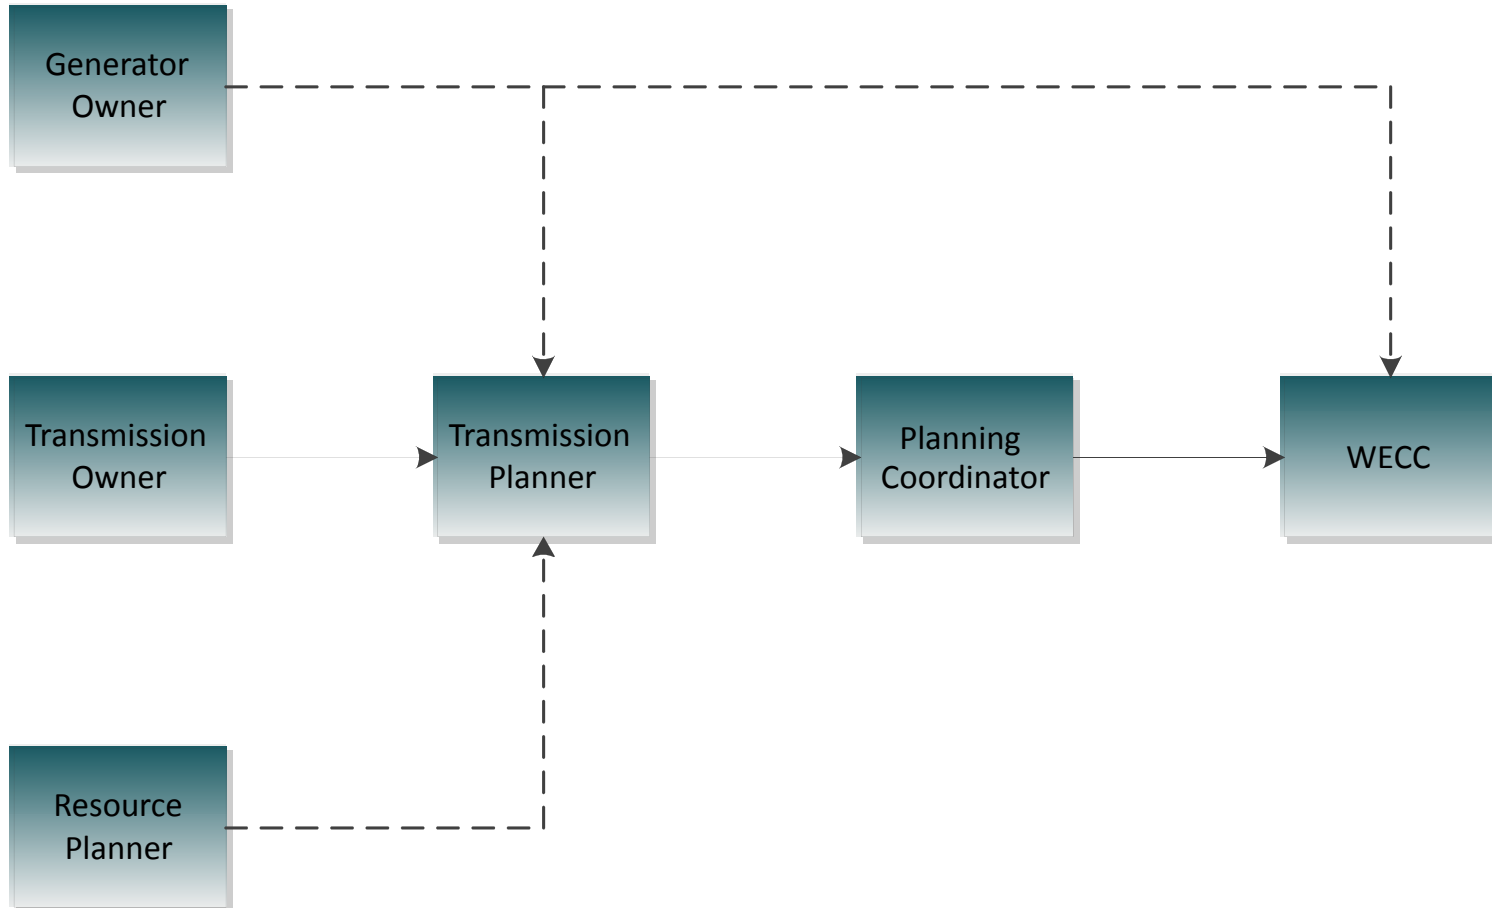 Generator
Owner
Transmission
Owner
Transmission
Planner
Planning
Coordinator
WECC
Resource
Planner